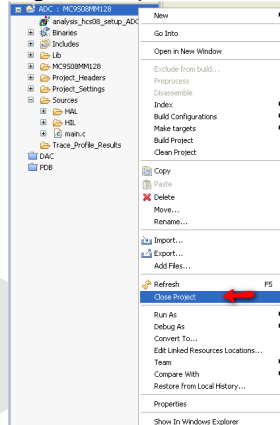 ADC : MC9S08MM128
analysis_hcs08_setup_ADC
Binaries
Includes
Lib
MC9S08MM128
Project_Headers
Project_Settings
Sources
HAL
HIL
main.c
Trace_Profile_Results
DAC
PDB
New
Go Into
Open in New Window
Exclude from build...
Preprocess
Disassemble
Index
Build Configurations
Make targets
Build Project
Clean Project
Copy
Paste
Delete
Move...
Rename...
Import...
Export...
Add Files...
Refresh F5
Close Project
Run As
Debug As
Convert To...
Edit Linked Resources Locations...
Team
Compare With
Restore from Local History...
Properties
Show In Windows Explorer